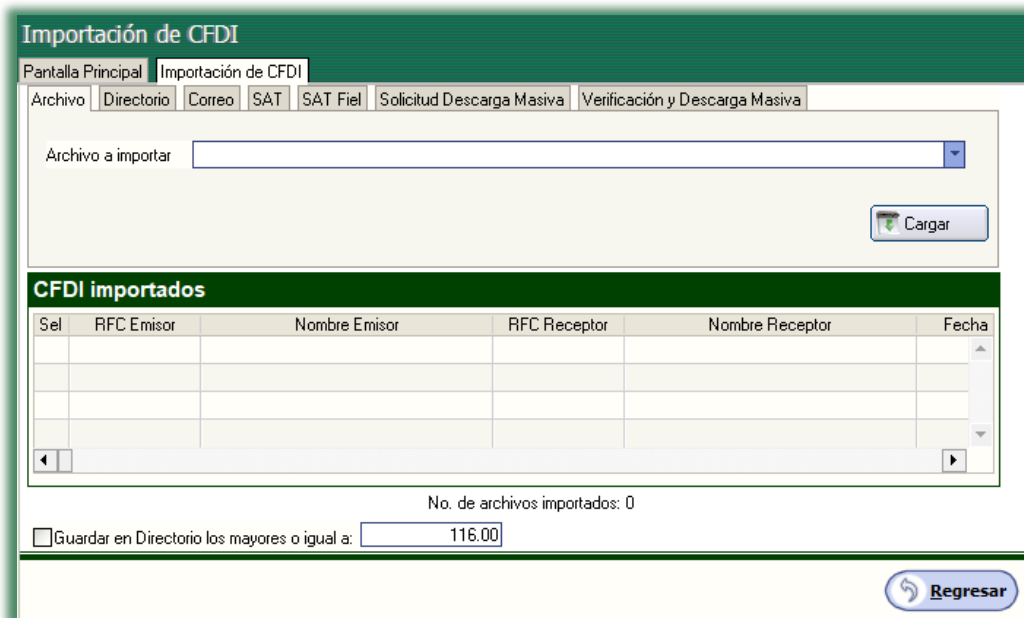 Importación de CFDI
Pantalla Principal Importación de CFDI
Archivo Directorio Correo SAT SAT Fiel Solicitud Descarga Masiva Verificación y Descarga Masiva
Archivo a importar
Cargar
CFDI importados
Sel RFC Emisor Nombre Emisor RFC Receptor Nombre Receptor Fecha
No. de archivos importados: 0
Guardar en Directorio los mayores o igual a: 116.00
Regresar